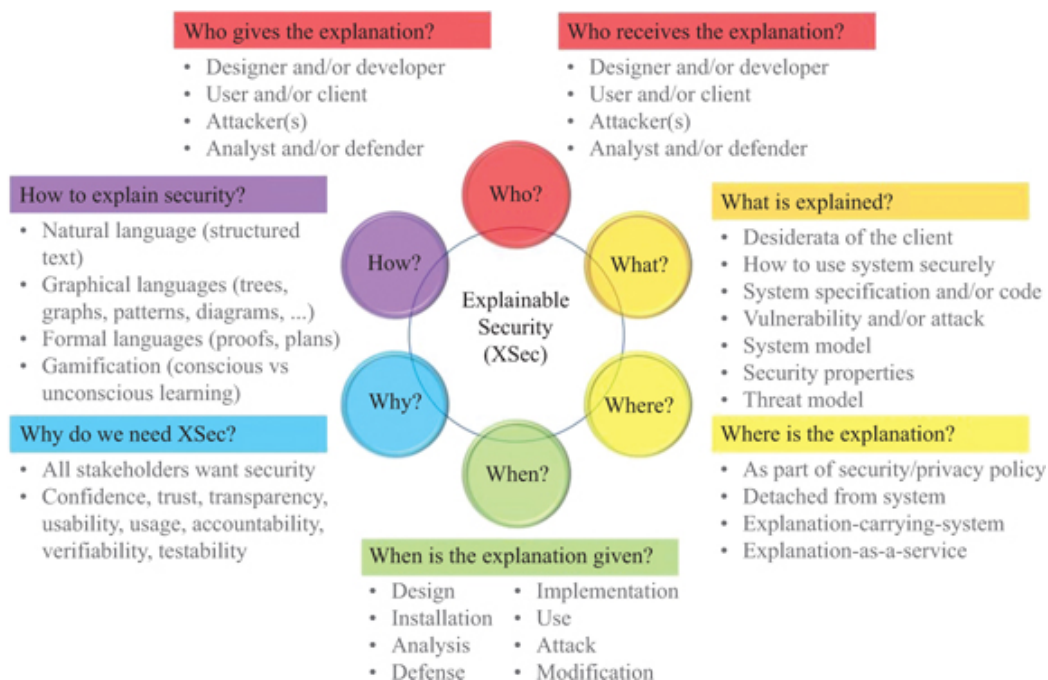 Who gives the explanation?
• Designer and/or developer
• User and/or client
• Attacker(s)
• Analyst and/or defender
Who receives the explanation?
• Designer and/or developer
• User and/or client
• Attacker(s)
• Analyst and/or defender
How to explain security?
• Natural language (structured
text)
• Graphical languages (trees,
graphs, patterns, diagrams, ...)
• Formal languages (proofs, plans)
• Gamification (conscious vs
unconscious learning)
Why do we need XSec?
• All stakeholders want security
• Confidence, trust, transparency,
usability, usage, accountability,
verifiability, testability
Who?
How?
What?
Explainable
Security
(XSec)
Why?
Where?
When?
What is explained?
• Desiderata of the client
• How to use system securely
• System specification and/or code
• Vulnerability and/or attack
• System model
• Security properties
• Threat model
Where is the explanation?
• As part of security/privacy policy
• Detached from system
• Explanation-carrying-system
• Explanation-as-a-service
When is the explanation given?
• Design
• Installation
• Analysis
• Defense
• Implementation
• Use
• Attack
• Modification